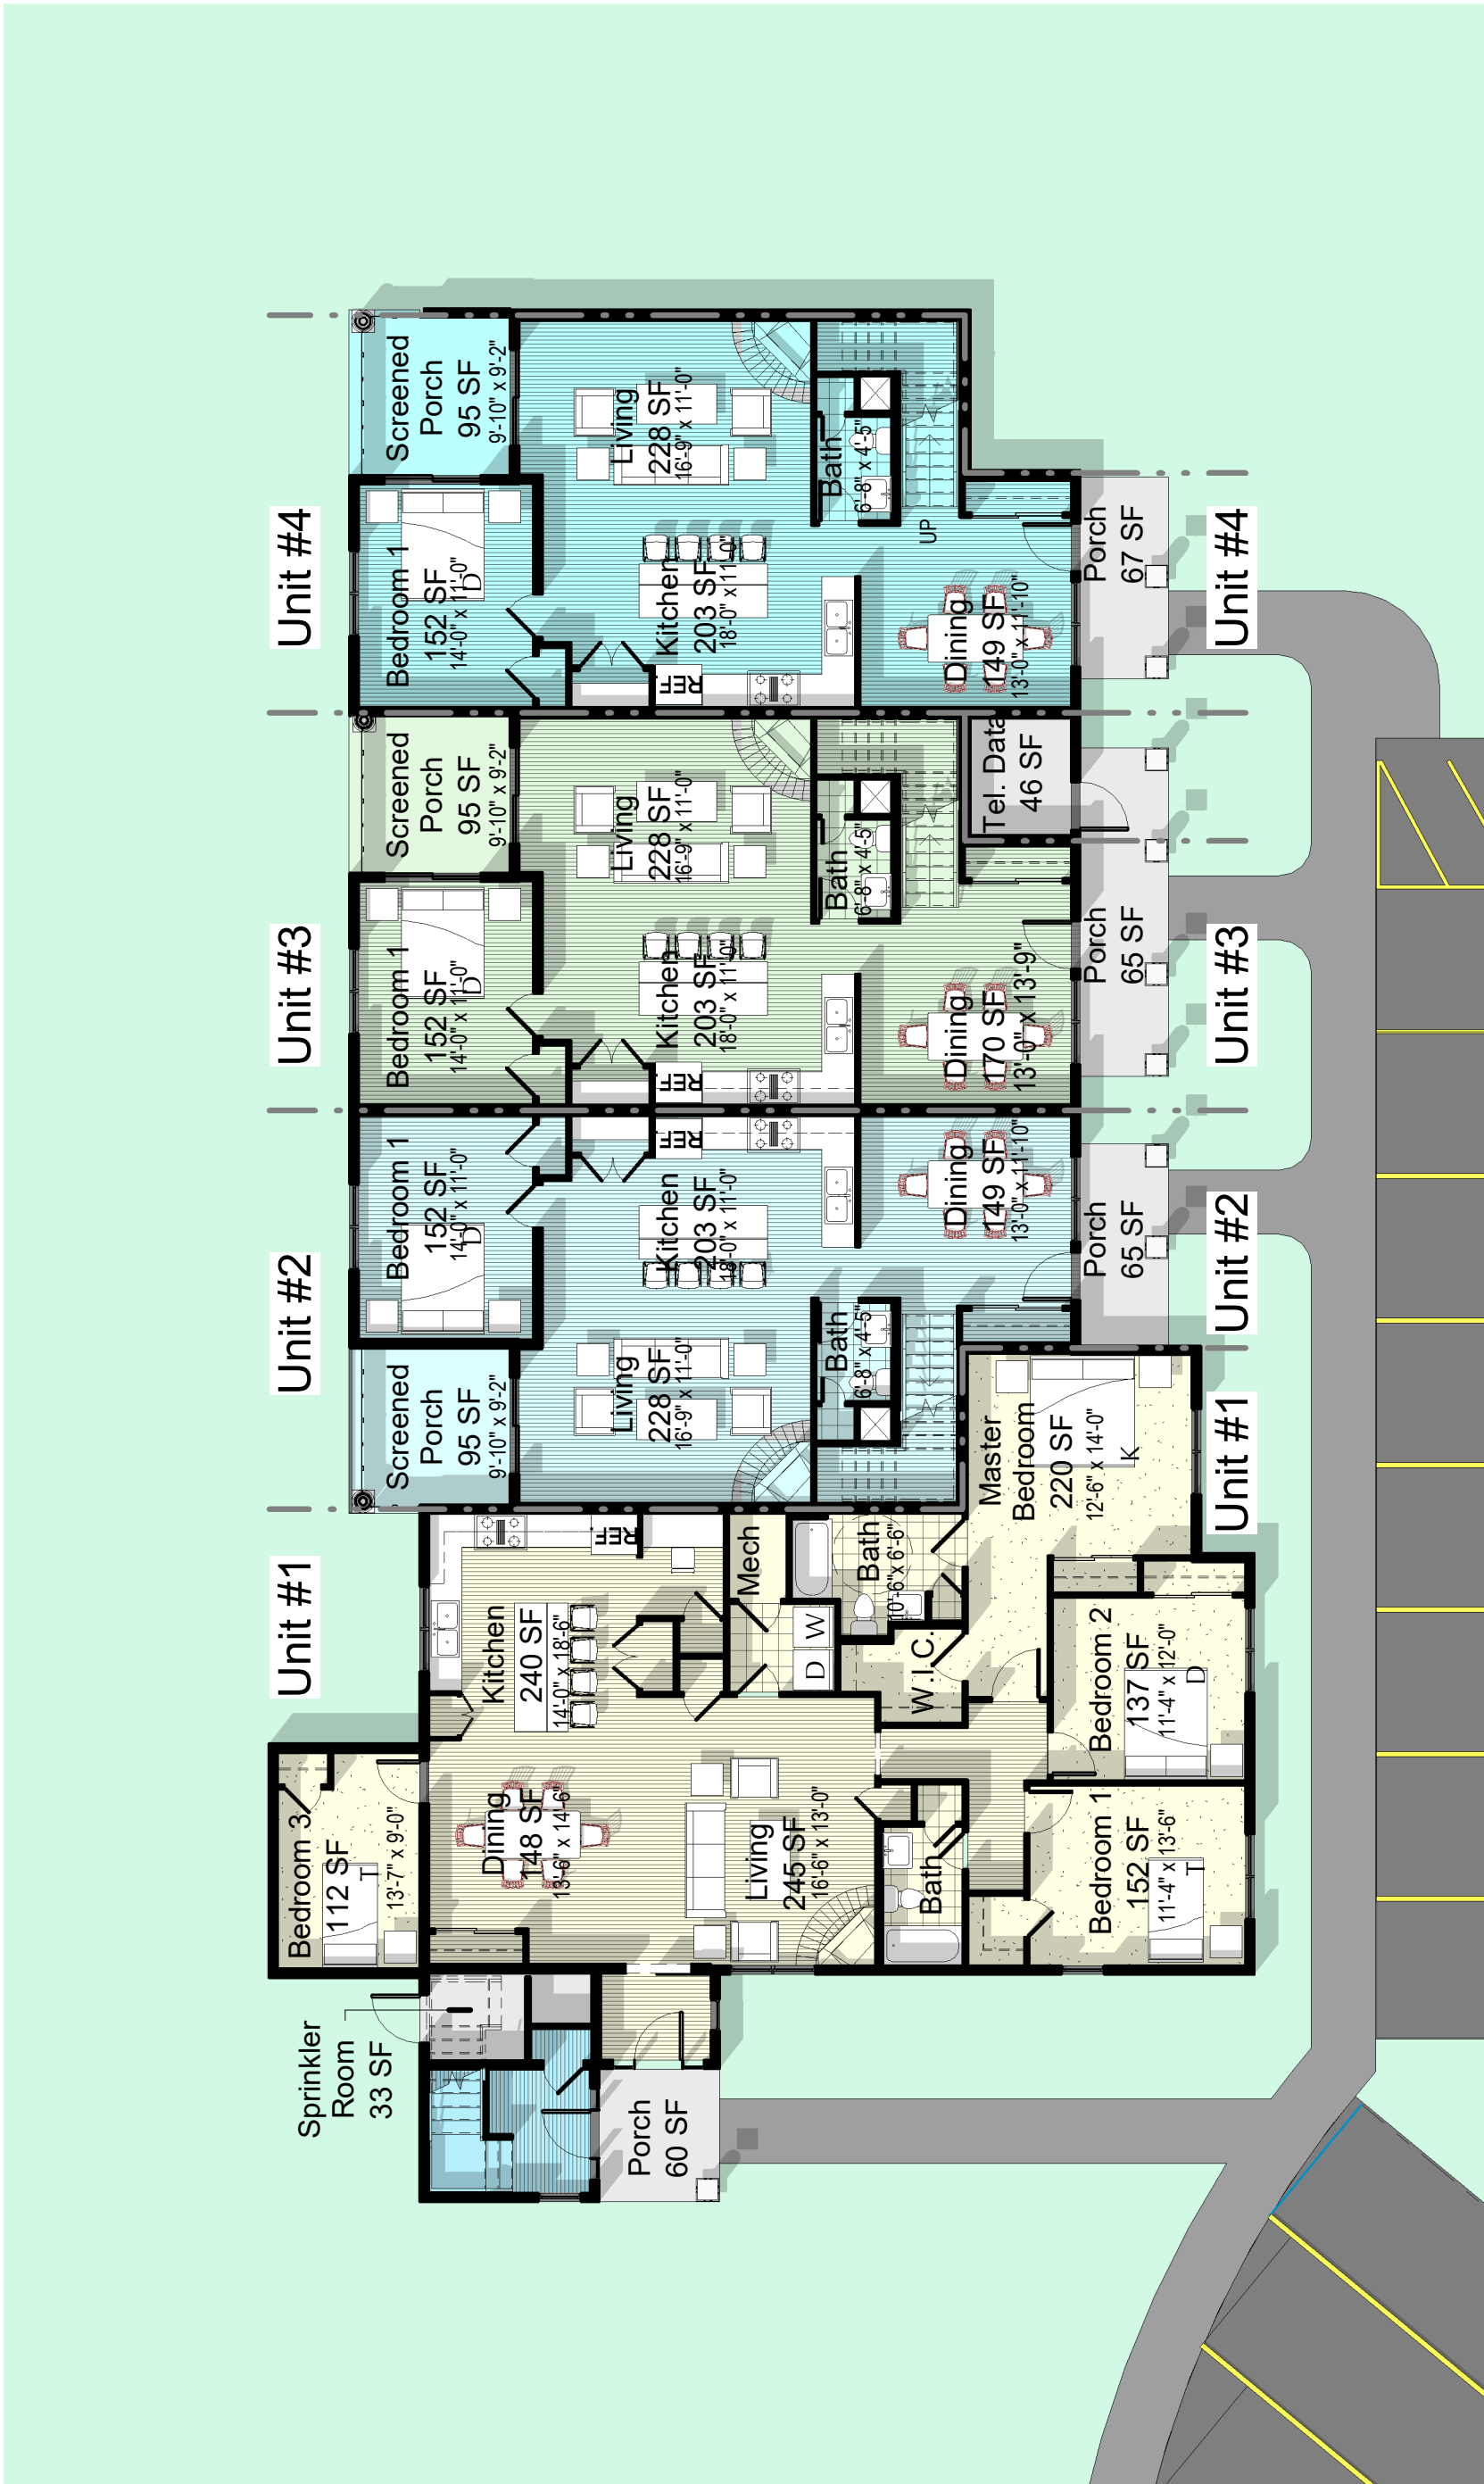 Unit #1
Unit #2
Unit #3
Unit #4
Sprinkler
Room
33 SF
Porch
60 SF
Bedroom 3
112 SF
13'-7" x 9'-0"
T
Dining
148 SF
13'-6" x 14'-6"
Kitchen
240 SF
14'-0" x 18'-6"
REF.
Living
245 SF
16'-6" x 13'-0"
Mech
D
W
Bath
10'-6" x 6'-6"
W.I.C.
Bath
Master
Bedroom
220 SF
12'-6" x 14'-0"
K
Bedroom 1
152 SF
11'-4" x 13'-6"
T
Bedroom 2
137 SF
11'-4" x 12'-0"
D
Screened
Porch
95 SF
9'-10" x 9'-2"
Bedroom 1
152 SF
14'-0" x 11'-0"
D
Living
228 SF
16'-9" x 11'-0"
Kitchen
203 SF
18'-0" x 11'-0"
REF.
Bath
6'-8" x 4'-5"
Dining
149 SF
13'-0" x 11'-10"
Porch
65 SF
Bedroom 1
152 SF
14'-0" x 11'-0"
D
Screened
Porch
95 SF
9'-10" x 9'-2"
Kitchen
203 SF
18'-0" x 11'-0"
REF.
Living
228 SF
16'-9" x 11'-0"
Bath
6'-8" x 4'-5"
Dining
170 SF
13'-0" x 13'-9"
Tel. Data
46 SF
Porch
65 SF
Bedroom 1
152 SF
14'-0" x 11'-0"
D
Screened
Porch
95 SF
9'-10" x 9'-2"
Kitchen
203 SF
18'-0" x 11'-0"
REF.
Living
228 SF
16'-9" x 11'-0"
Bath
6'-8" x 4'-5"
UP
Dining
149 SF
13'-0" x 11'-10"
Porch
67 SF
Unit #1
Unit #2
Unit #3
Unit #4